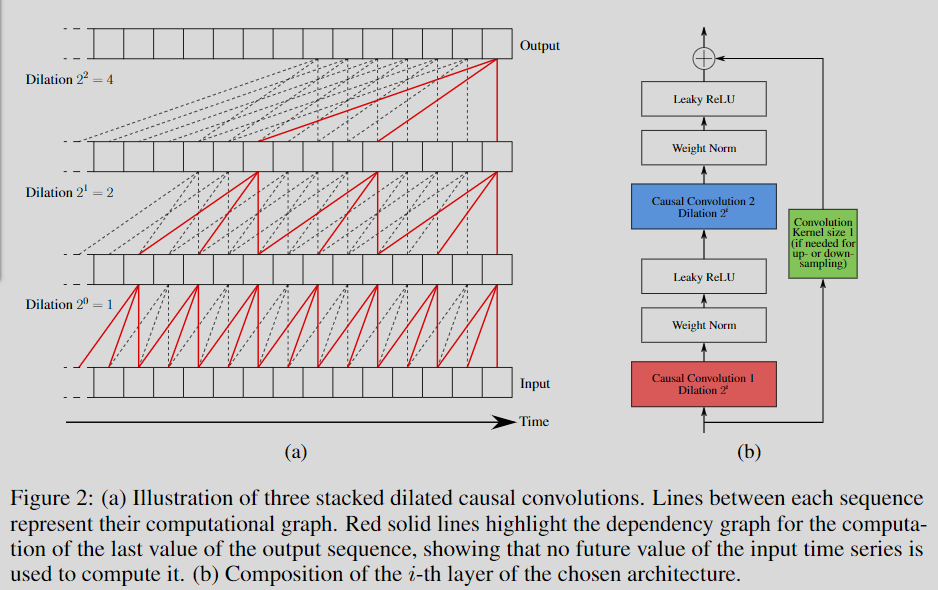 Output
Dilation 2² = 4
Dilation 2¹ = 2
Dilation 2⁰ = 1
Input
Time
(a)
Leaky ReLU
Weight Norm
Causal Convolution 2
Dilation 2ⁱ
Convolution
Kernel size 1
(if needed for
up- or down-
sampling)
Leaky ReLU
Weight Norm
Causal Convolution 1
Dilation 2ⁱ
(b)
Figure 2: (a) Illustration of three stacked dilated causal convolutions. Lines between each sequence
represent their computational graph. Red solid lines highlight the dependency graph for the computa-
tion of the last value of the output sequence, showing that no future value of the input time series is
used to compute it. (b) Composition of the i-th layer of the chosen architecture.